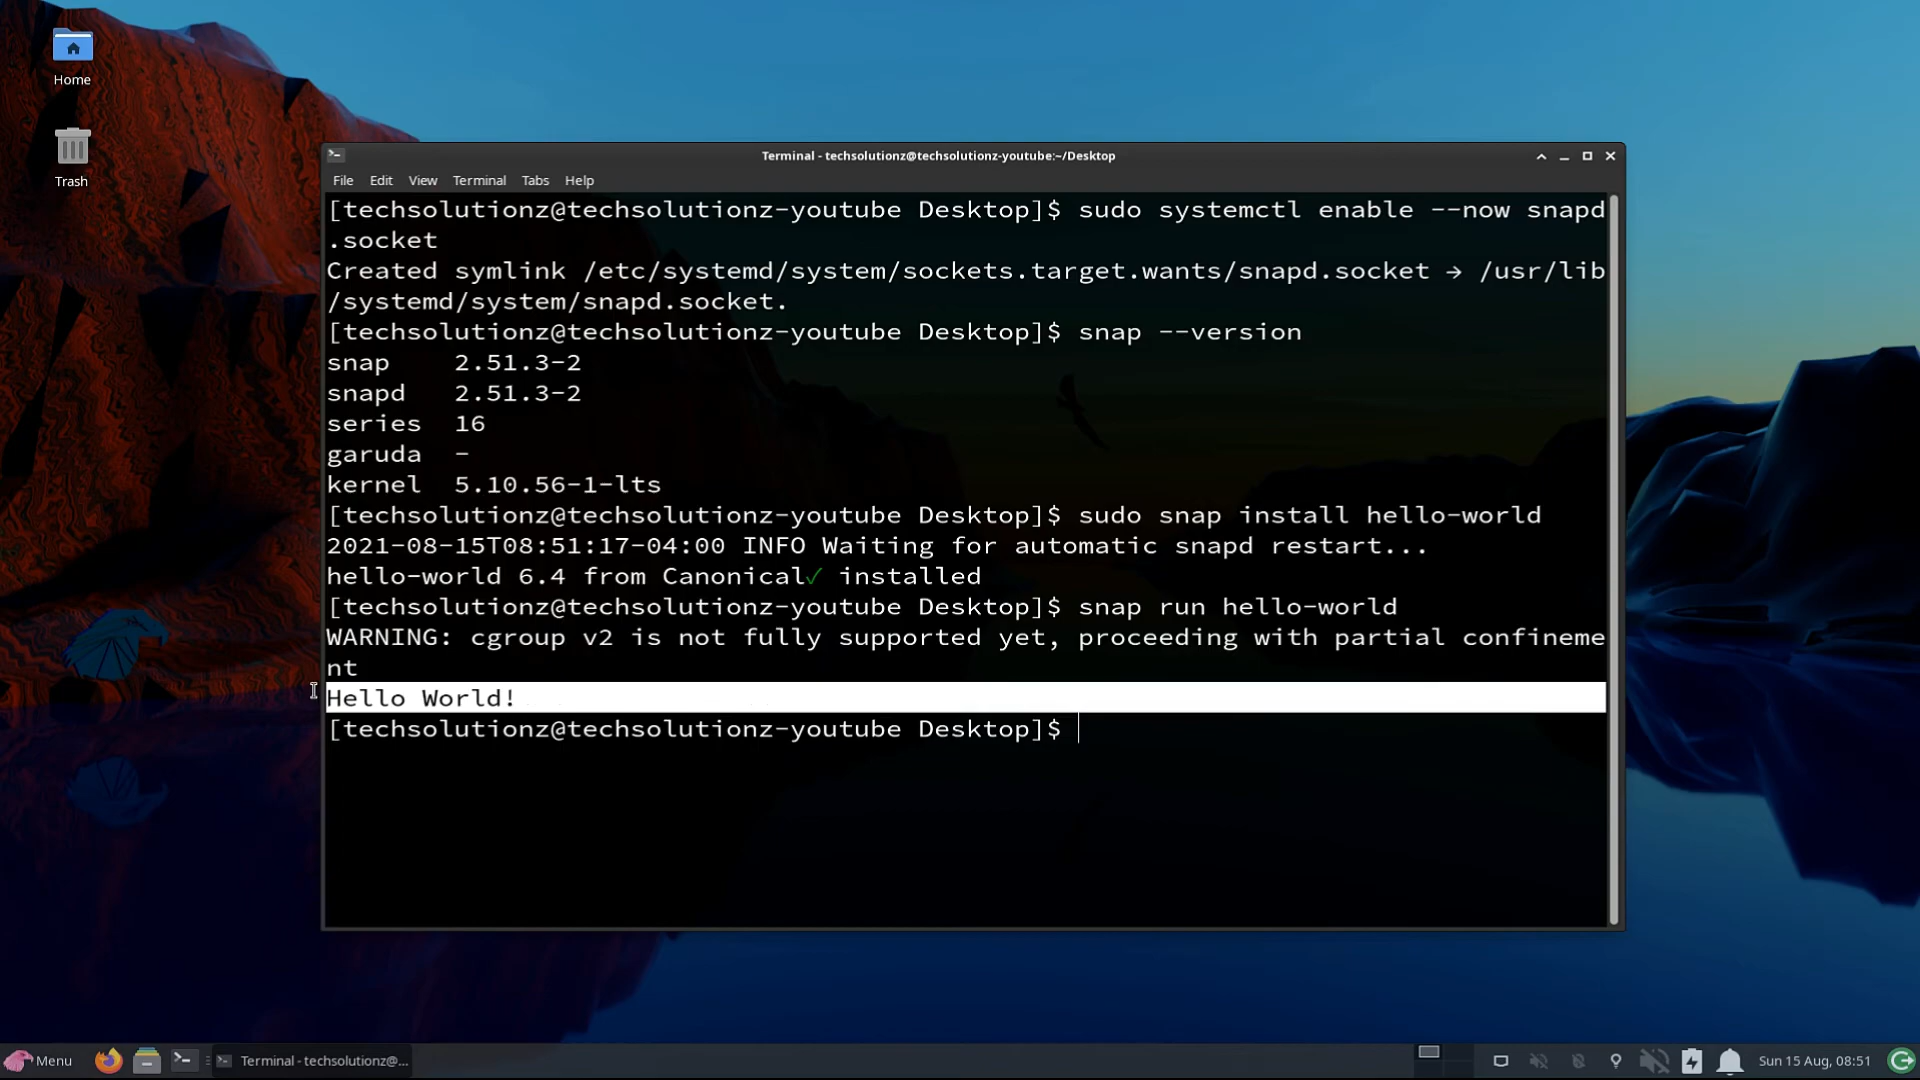 Home
Trash
Terminal - techsolutionz@techsolutionz-youtube:~/Desktop
File Edit View Terminal Tabs Help
[techsolutionz@techsolutionz-youtube Desktop]$ sudo systemctl enable --now snapd
.socket
Created symlink /etc/systemd/system/sockets.target.wants/snapd.socket → /usr/lib
/systemd/system/snapd.socket.
[techsolutionz@techsolutionz-youtube Desktop]$ snap --version
snap 2.51.3-2
snapd 2.51.3-2
series 16
garuda -
kernel 5.10.56-1-lts
[techsolutionz@techsolutionz-youtube Desktop]$ sudo snap install hello-world
2021-08-15T08:51:17-04:00 INFO Waiting for automatic snapd restart...
hello-world 6.4 from Canonical✓ installed
[techsolutionz@techsolutionz-youtube Desktop]$ snap run hello-world
WARNING: cgroup v2 is not fully supported yet, proceeding with partial confineme
nt
Hello World!
[techsolutionz@techsolutionz-youtube Desktop]$
Menu Terminal - techsolutionz@... Sun 15 Aug, 08:51